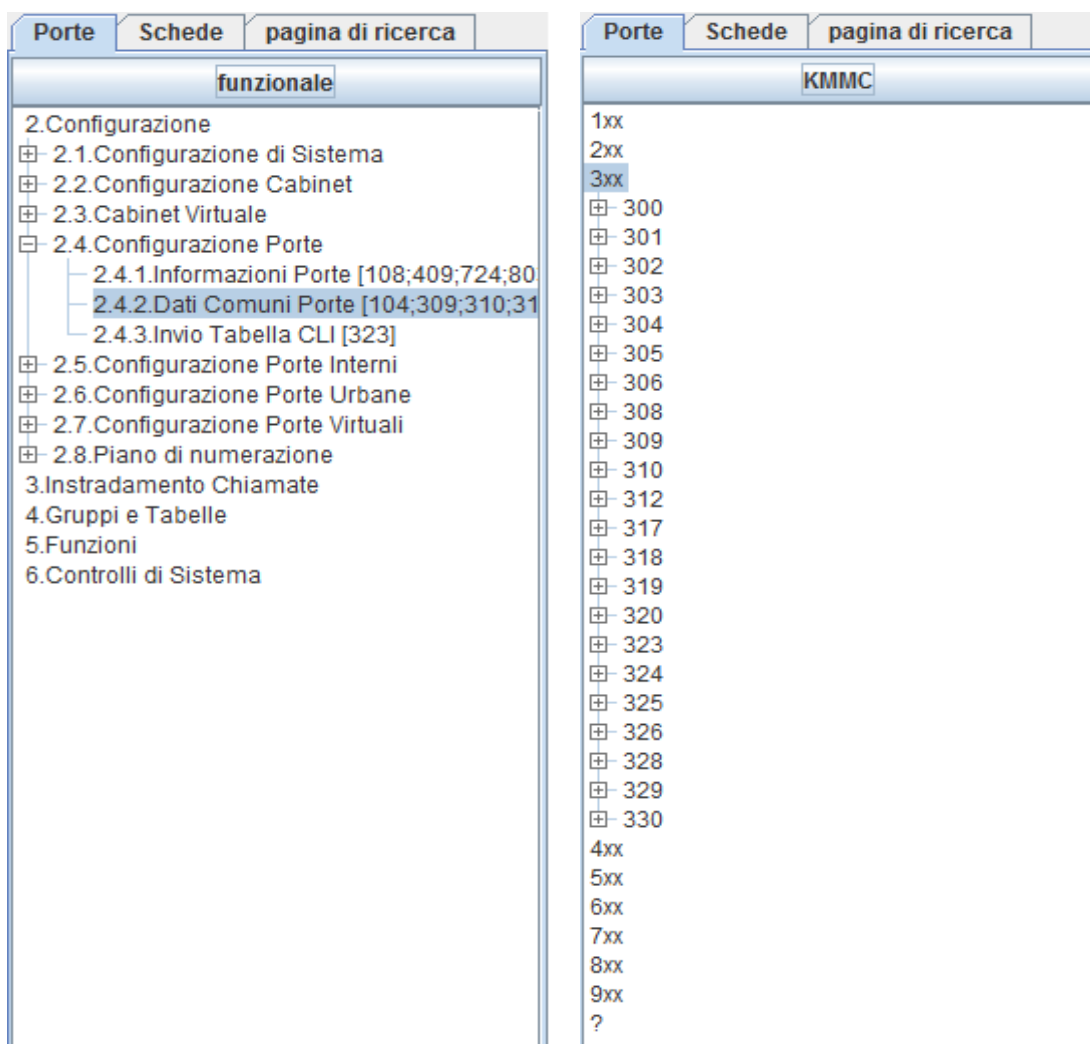 Porte Schede pagina di ricerca
funzionale
2.Configurazione
2.1.Configurazione di Sistema
2.2.Configurazione Cabinet
2.3.Cabinet Virtuale
2.4.Configurazione Porte
2.4.1.Informazioni Porte [108;409;724;80
2.4.2.Dati Comuni Porte [104;309;310;31
2.4.3.Invio Tabella CLI [323]
2.5.Configurazione Porte Interni
2.6.Configurazione Porte Urbane
2.7.Configurazione Porte Virtuali
2.8.Piano di numerazione
3.Instradamento Chiamate
4.Gruppi e Tabelle
5.Funzioni
6.Controlli di Sistema
Porte Schede pagina di ricerca
KMMC
1xx
2xx
3xx
300
301
302
303
304
305
306
308
309
310
312
317
318
319
320
323
324
325
326
328
329
330
4xx
5xx
6xx
7xx
8xx
9xx
?